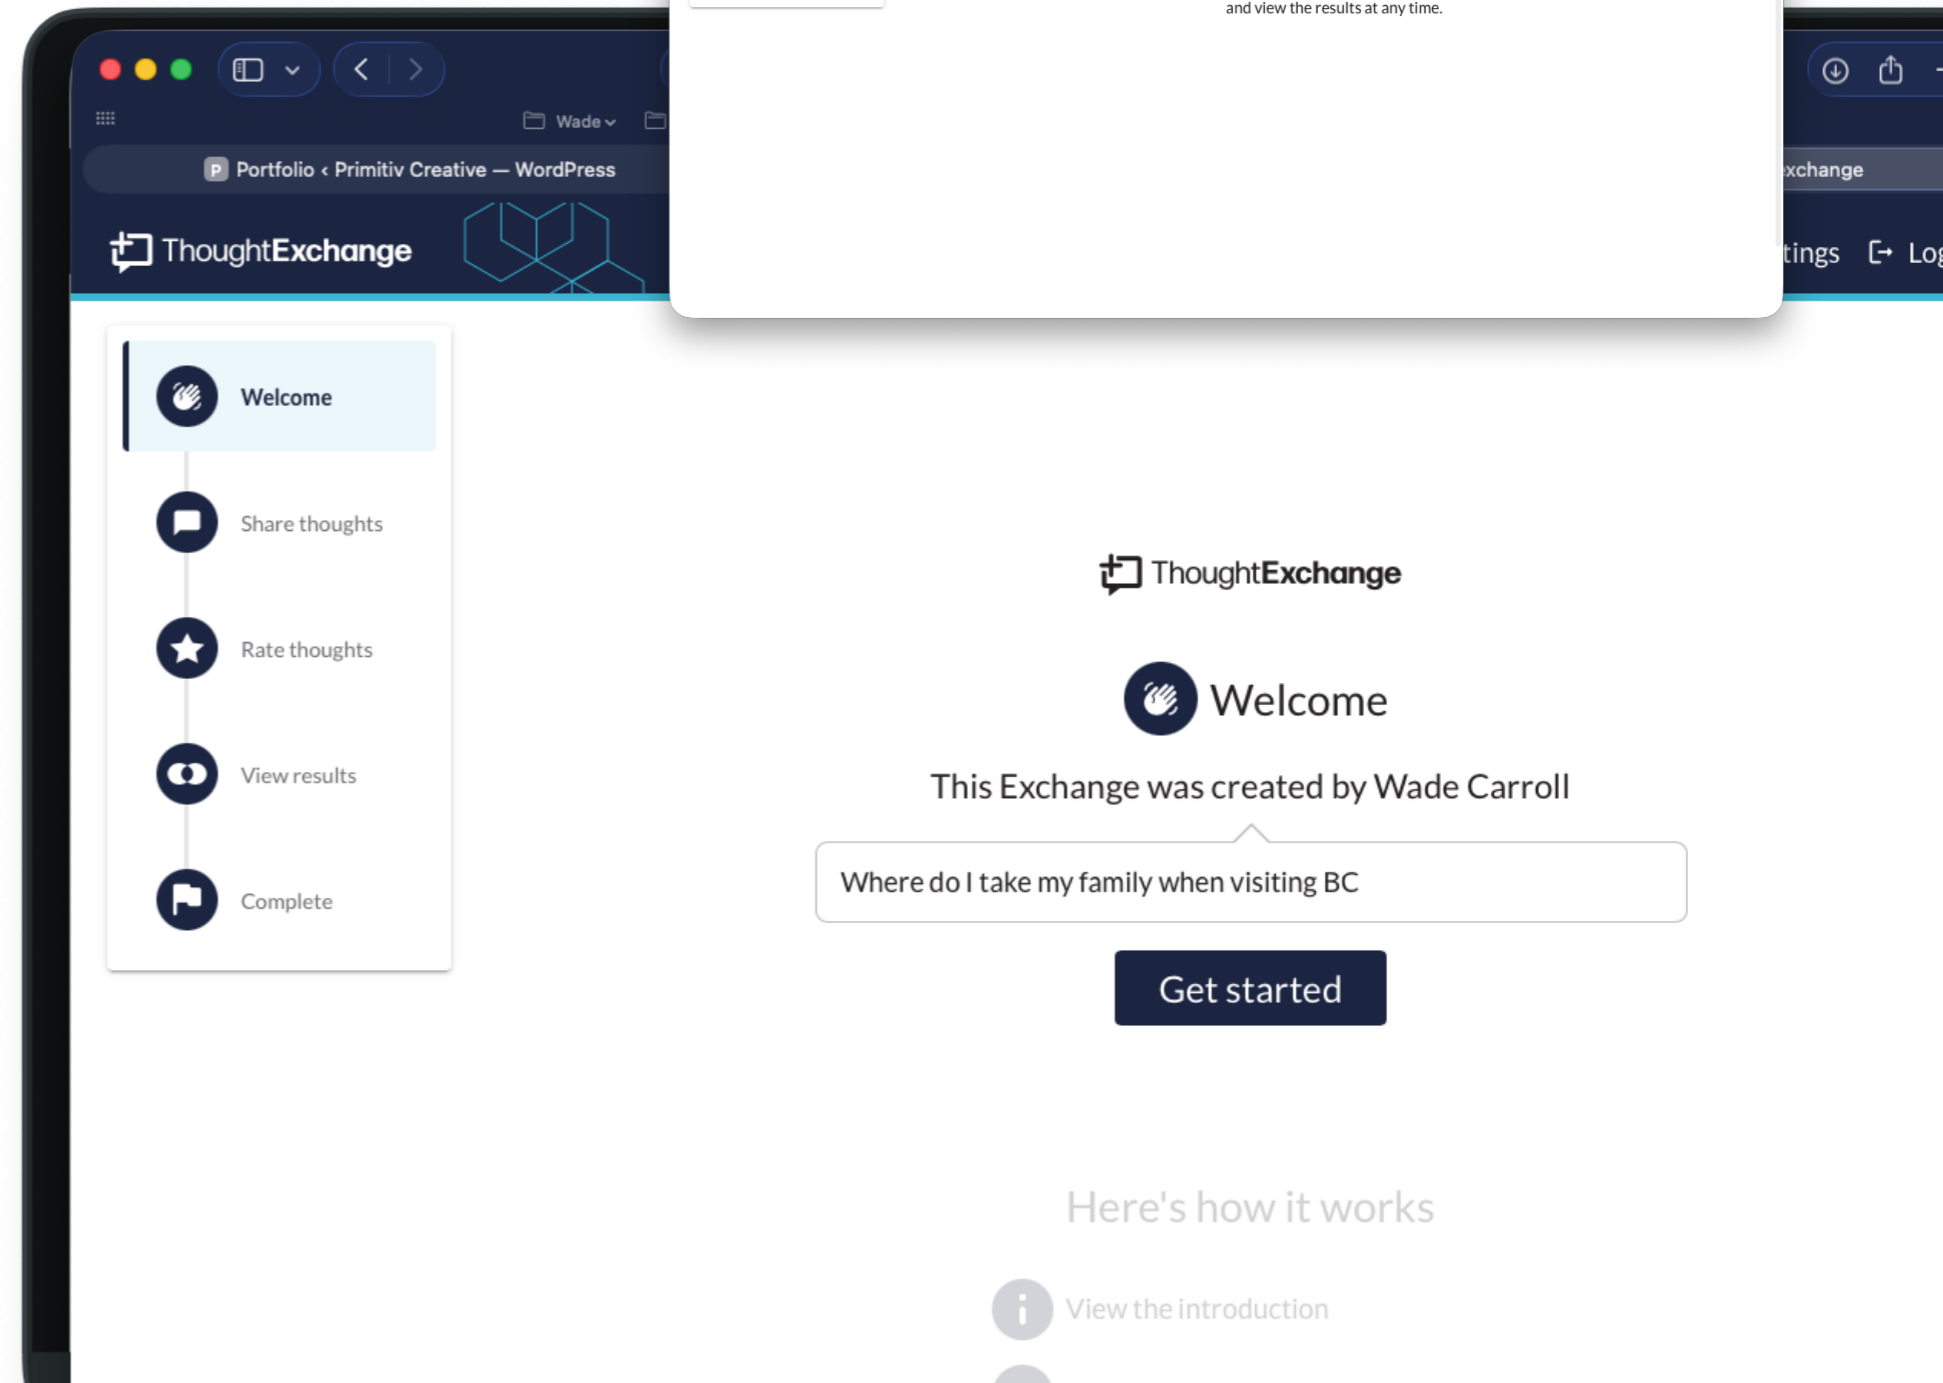 and view the results at any time.
Wade
P Portfolio ‹ Primitiv Creative — WordPress
xchange
ThoughtExchange
tings
Log
Welcome
Share thoughts
Rate thoughts
View results
Complete
ThoughtExchange
Welcome
This Exchange was created by Wade Carroll
Where do I take my family when visiting BC
Get started
Here's how it works
View the introduction